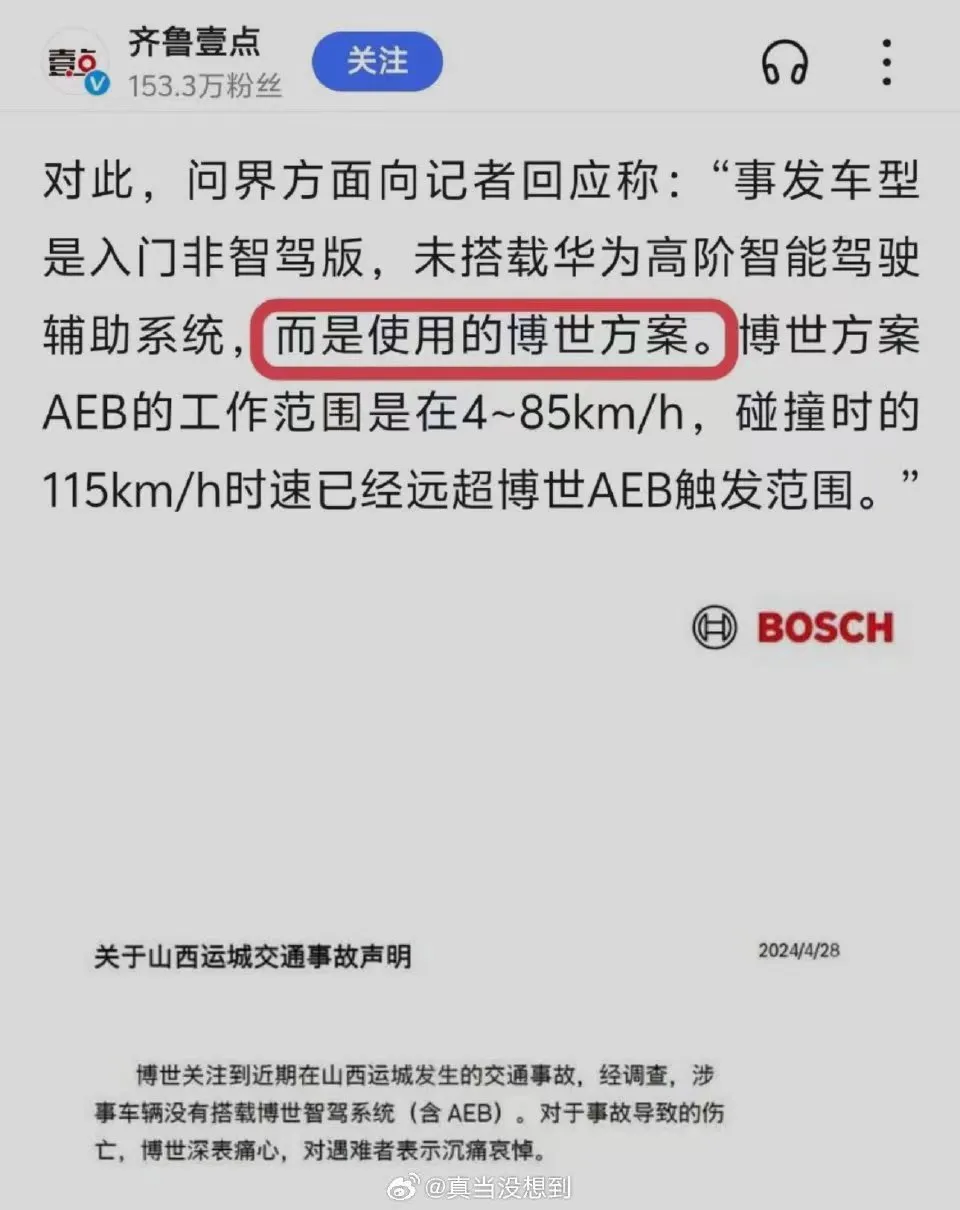 齐鲁壹点
153.3万粉丝
关注
壹点
对此，问界方面向记者回应称：“事发车型
是入门非智驾版，未搭载华为高阶智能驾驶
辅助系统，而是使用的博世方案。博世方案
AEB的工作范围是在4~85km/h，碰撞时的
115km/h时速已经远超博世AEB触发范围。”
BOSCH
关于山西运城交通事故声明
2024/4/28
博世关注到近期在山西运城发生的交通事故，经调查，涉
事车辆没有搭载博世智驾系统（含 AEB）。对于事故导致的伤
亡，博世深表痛心，对遇难者表示沉痛哀悼。
@真当没想到